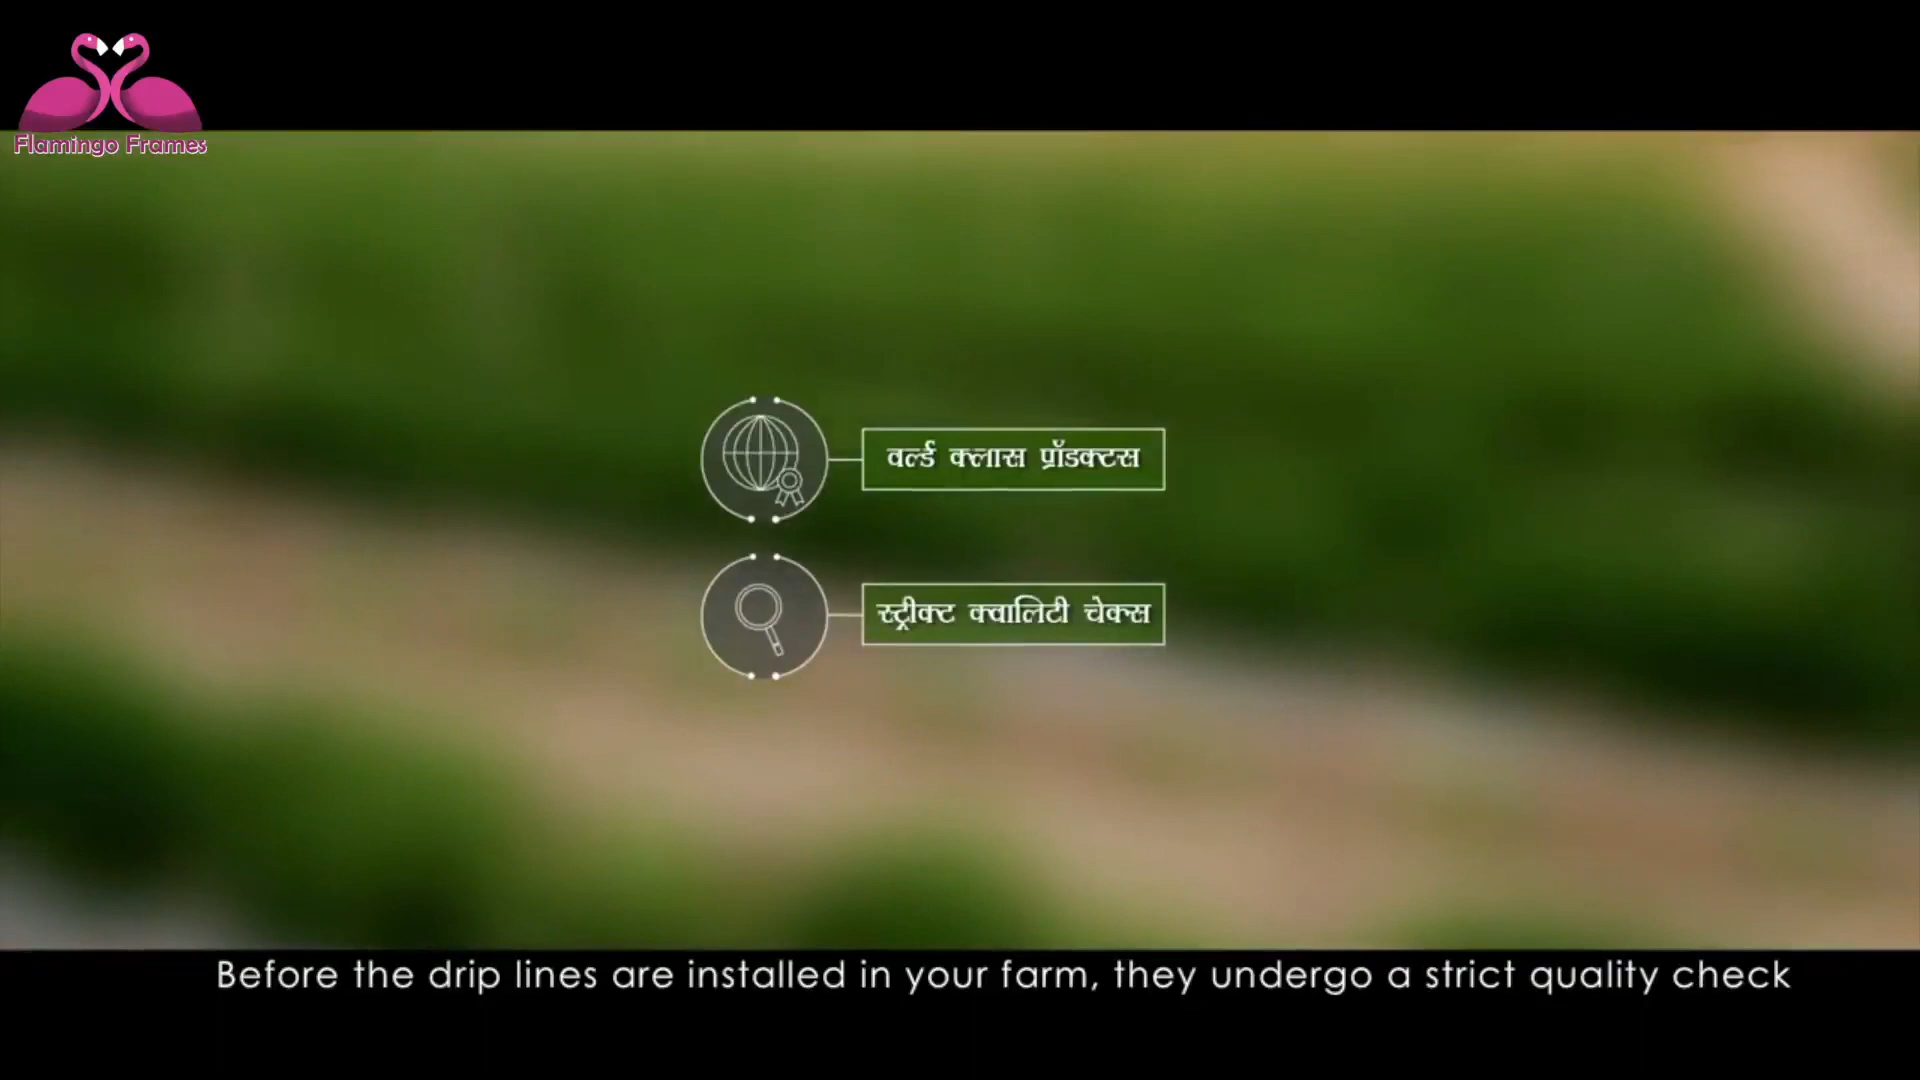 Flamingo Frames
वर्ल्ड क्लास प्रॉडक्टस
स्ट्रीक्ट क्वालिटी चेक्स
Before the drip lines are installed in your farm, they undergo a strict quality check